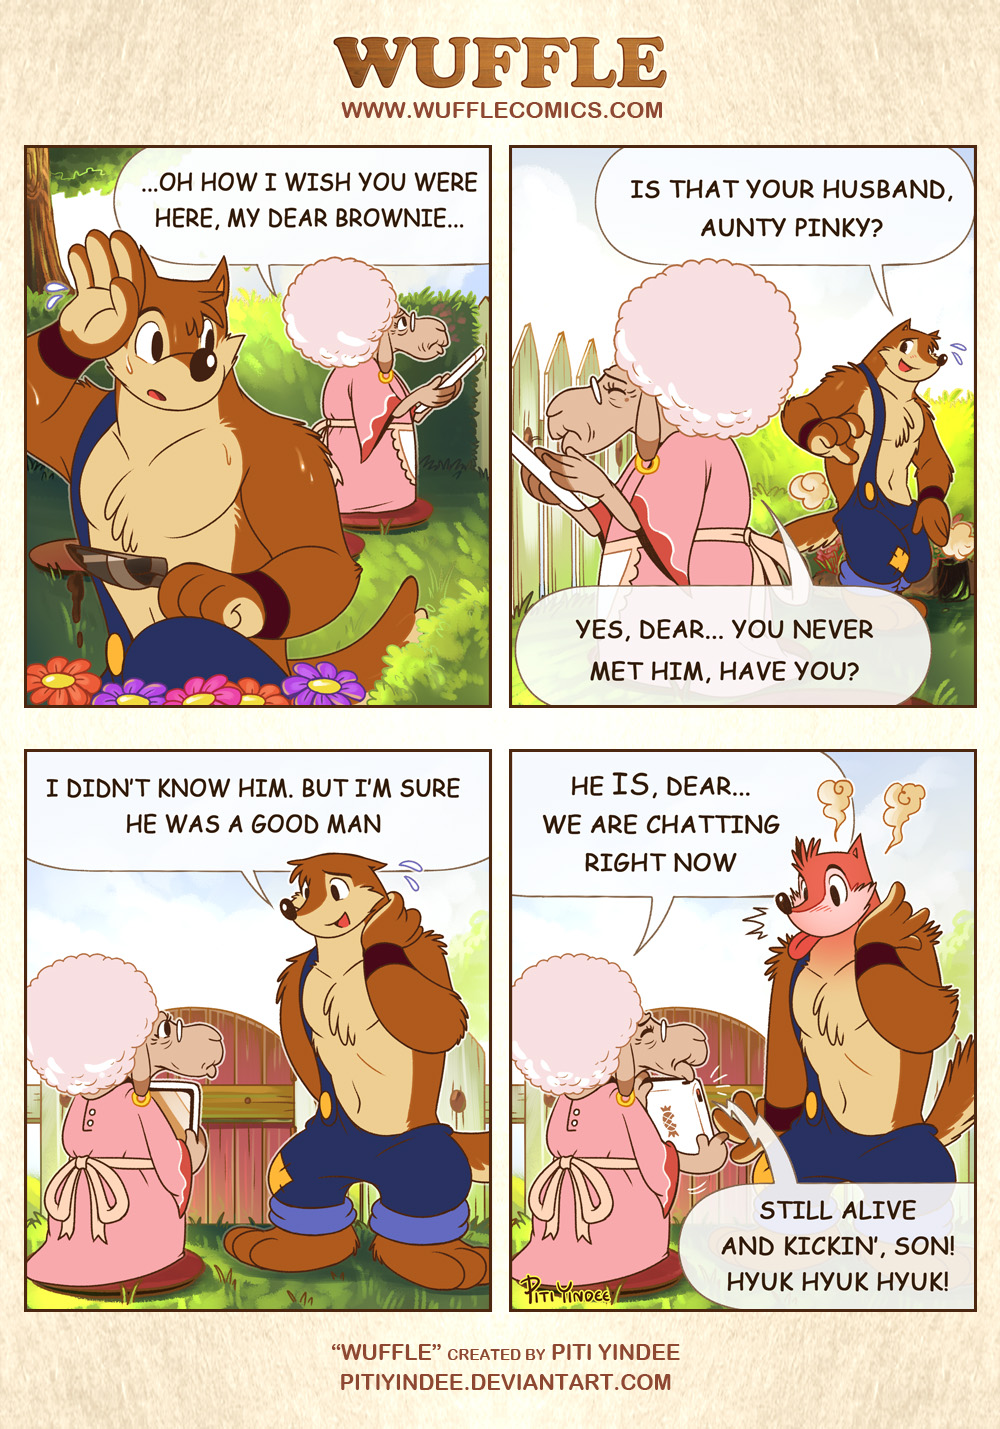 WUFFLE
WWW.WUFFLECOMICS.COM
...OH HOW I WISH YOU WERE
HERE, MY DEAR BROWNIE...
IS THAT YOUR HUSBAND,
AUNTY PINKY?
YES, DEAR... YOU NEVER
MET HIM, HAVE YOU?
I DIDN'T KNOW HIM. BUT I'M SURE
HE WAS A GOOD MAN
HE IS, DEAR...
WE ARE CHATTING
RIGHT NOW
STILL ALIVE
AND KICKIN', SON!
HYUK HYUK HYUK!
PITI YINDEE
"WUFFLE" CREATED BY PITI YINDEE
PITIYINDEE.DEVIANTART.COM